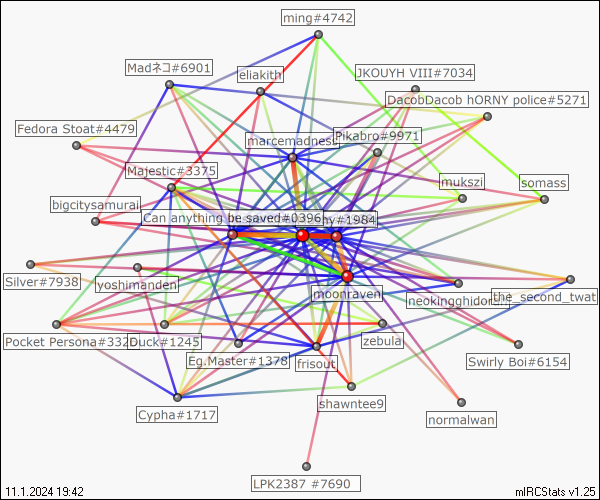 ming#4742
Madネコ#6901
eliakith
JKOUYH VIII#7034
DacobDacob hORNY police#5271
Fedora Stoat#4479
marcemadness
Pikabro#9971
Majestic#3375
mukszi
somass
bigcitysamurai
Can anything be saved#0396
hy#1984
Silver#7938
yoshimanden
moonraven
neokingghidorah
the_second_twat
Pocket Persona#332
Duck#1245
zebula
Eg.Master#1378
frisout
Swirly Boi#6154
Cypha#1717
shawntee9
normalwan
LPK2387 #7690
11.1.2024 19:42
mIRCStats v1.25